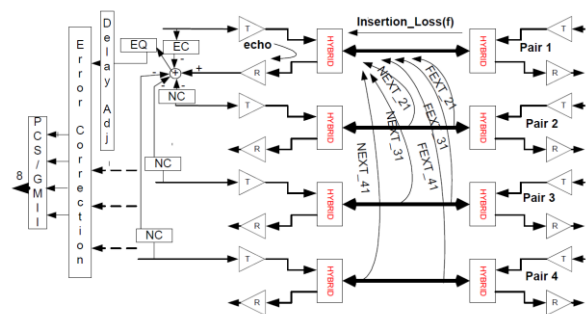 Insertion_Loss(f)
T
HYBRID
HYBRID
T
Pair 1
EQ
EC
echo
-
-
+
+
R
R
-
-
-
NC
Delay Adj
Error Correction
PCS/GMII
8
NEXT_21
NEXT_31
NEXT_41
FEXT_21
FEXT_31
FEXT_41
T
HYBRID
HYBRID
T
Pair 2
R
R
NC
T
HYBRID
HYBRID
T
Pair 3
R
R
NC
T
HYBRID
HYBRID
T
Pair 4
R
R